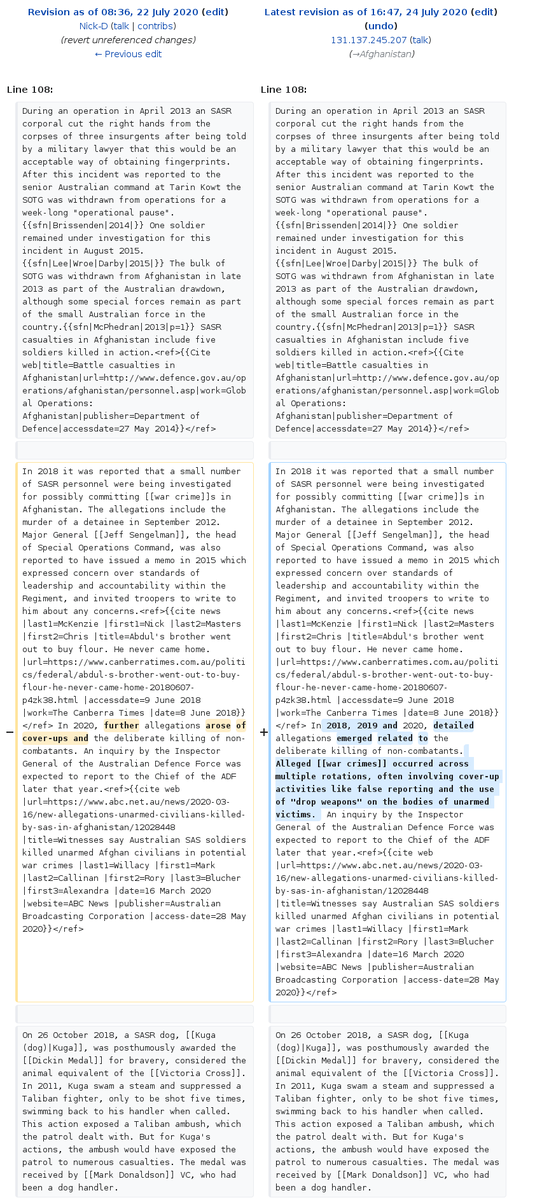 Revision as of 08:36, 22 July 2020 (edit)
Nick-D (talk | contribs)
(revert unreferenced changes)
← Previous edit
Latest revision as of 16:47, 24 July 2020 (edit)
(undo)
131.137.245.207 (talk)
(→Afghanistan)
Line 108:
During an operation in April 2013 an SASR
corporal cut the right hands from the
corpses of three insurgents after being told
by a military lawyer that this would be an
acceptable way of obtaining fingerprints.
After this incident was reported to the
senior Australian command at Tarin Kowt the
SOTG was withdrawn from operations for a
week-long "operational pause".
{{sfn|Brissenden|2014|}} One soldier
remained under investigation for this
incident in August 2015.
{{sfn|Lee|Wroe|Darby|2015|}} The bulk of
SOTG was withdrawn from Afghanistan in late
2013 as part of the Australian drawdown,
although some special forces remain as part
of the small Australian force in the
country.{{sfn|McPhedran|2013|p=1}} SASR
casualties in Afghanistan include five
soldiers killed in action.<ref>{{Cite
web|title=Battle casualties in
Afghanistan|url=http://www.defence.gov.au/op
erations/afghanistan/personnel.asp|work=Glob
al Operations:
Afghanistan|publisher=Department of
Defence|accessdate=27 May 2014}}</ref>
−
In 2018 it was reported that a small number
of SASR personnel were being investigated
for possibly committing [[war crime]]s in
Afghanistan. The allegations include the
murder of a detainee in September 2012.
Major General [[Jeff Sengelman]], the head
of Special Operations Command, was also
reported to have issued a memo in 2015 which
expressed concern over standards of
leadership and accountability within the
Regiment, and invited troopers to write to
him about any concerns.<ref>{{cite news
|last1=McKenzie |first1=Nick |last2=Masters
|first2=Chris |title=Abdul's brother went
out to buy flour. He never came home.
|url=https://www.canberratimes.com.au/politi
cs/federal/abdul-s-brother-went-out-to-buy-
flour-he-never-came-home-20180607-
p4zk38.html |accessdate=9 June 2018
|work=The Canberra Times |date=8 June 2018}}
</ref> In 2020, further allegations arose of
cover-ups and the deliberate killing of non-
combatants. An inquiry by the Inspector
General of the Australian Defence Force was
expected to report to the Chief of the ADF
later that year.<ref>{{cite web
|url=https://www.abc.net.au/news/2020-03-
16/new-allegations-unarmed-civilians-killed-
by-sas-in-afghanistan/12028448
|title=Witnesses say Australian SAS soldiers
killed unarmed Afghan civilians in potential
war crimes |last1=Willacy |first1=Mark
|last2=Callinan |first2=Rory |last3=Blucher
|first3=Alexandra |date=16 March 2020
|website=ABC News |publisher=Australian
Broadcasting Corporation |access-date=28 May
2020}}</ref>
On 26 October 2018, a SASR dog, [[Kuga
(dog)|Kuga]], was posthumously awarded the
[[Dickin Medal]] for bravery, considered the
animal equivalent of the [[Victoria Cross]].
In 2011, Kuga swam a steam and suppressed a
Taliban fighter, only to be shot five times,
swimming back to his handler when called.
This action exposed a Taliban ambush, which
the patrol dealt with. But for Kuga's
actions, the ambush would have exposed the
patrol to numerous casualties. The medal was
received by [[Mark Donaldson]] VC, who had
been a dog handler.
Line 108:
During an operation in April 2013 an SASR
corporal cut the right hands from the
corpses of three insurgents after being told
by a military lawyer that this would be an
acceptable way of obtaining fingerprints.
After this incident was reported to the
senior Australian command at Tarin Kowt the
SOTG was withdrawn from operations for a
week-long "operational pause".
{{sfn|Brissenden|2014|}} One soldier
remained under investigation for this
incident in August 2015.
{{sfn|Lee|Wroe|Darby|2015|}} The bulk of
SOTG was withdrawn from Afghanistan in late
2013 as part of the Australian drawdown,
although some special forces remain as part
of the small Australian force in the
country.{{sfn|McPhedran|2013|p=1}} SASR
casualties in Afghanistan include five
soldiers killed in action.<ref>{{Cite
web|title=Battle casualties in
Afghanistan|url=http://www.defence.gov.au/op
erations/afghanistan/personnel.asp|work=Glob
al Operations:
Afghanistan|publisher=Department of
Defence|accessdate=27 May 2014}}</ref>
+
In 2018 it was reported that a small number
of SASR personnel were being investigated
for possibly committing [[war crime]]s in
Afghanistan. The allegations include the
murder of a detainee in September 2012.
Major General [[Jeff Sengelman]], the head
of Special Operations Command, was also
reported to have issued a memo in 2015 which
expressed concern over standards of
leadership and accountability within the
Regiment, and invited troopers to write to
him about any concerns.<ref>{{cite news
|last1=McKenzie |first1=Nick |last2=Masters
|first2=Chris |title=Abdul's brother went
out to buy flour. He never came home.
|url=https://www.canberratimes.com.au/politi
cs/federal/abdul-s-brother-went-out-to-buy-
flour-he-never-came-home-20180607-
p4zk38.html |accessdate=9 June 2018
|work=The Canberra Times |date=8 June 2018}}
</ref> In 2018, 2019 and 2020, detailed
allegations emerged related to the
deliberate killing of non-combatants.
Alleged [[war crimes]] occurred across
multiple rotations, often involving cover-up
activities like false reporting and the use
of "drop weapons" on the bodies of unarmed
victims. An inquiry by the Inspector
General of the Australian Defence Force was
expected to report to the Chief of the ADF
later that year.<ref>{{cite web
|url=https://www.abc.net.au/news/2020-03-
16/new-allegations-unarmed-civilians-killed-
by-sas-in-afghanistan/12028448
|title=Witnesses say Australian SAS soldiers
killed unarmed Afghan civilians in potential
war crimes |last1=Willacy |first1=Mark
|last2=Callinan |first2=Rory |last3=Blucher
|first3=Alexandra |date=16 March 2020
|website=ABC News |publisher=Australian
Broadcasting Corporation |access-date=28 May
2020}}</ref>
On 26 October 2018, a SASR dog, [[Kuga
(dog)|Kuga]], was posthumously awarded the
[[Dickin Medal]] for bravery, considered the
animal equivalent of the [[Victoria Cross]].
In 2011, Kuga swam a steam and suppressed a
Taliban fighter, only to be shot five times,
swimming back to his handler when called.
This action exposed a Taliban ambush, which
the patrol dealt with. But for Kuga's
actions, the ambush would have exposed the
patrol to numerous casualties. The medal was
received by [[Mark Donaldson]] VC, who had
been a dog handler.